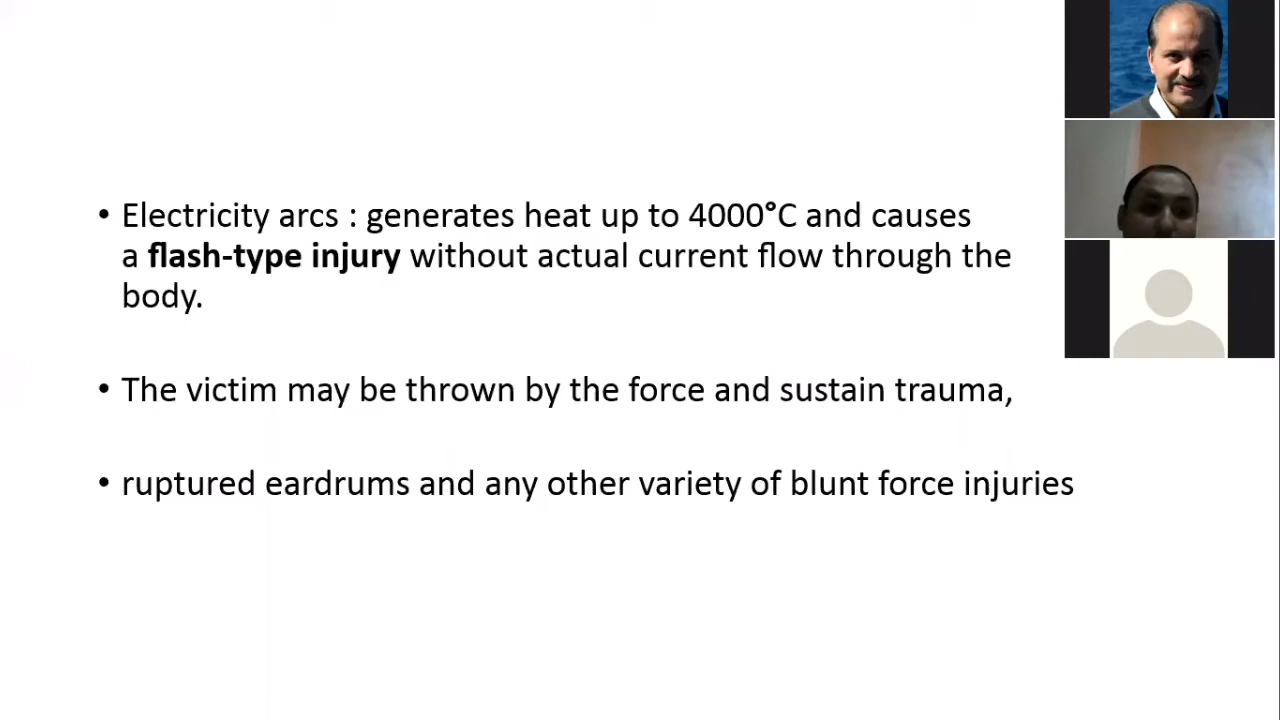 • Electricity arcs : generates heat up to 4000°C and causes
a flash-type injury without actual current flow through the
body.
• The victim may be thrown by the force and sustain trauma,
• ruptured eardrums and any other variety of blunt force injuries